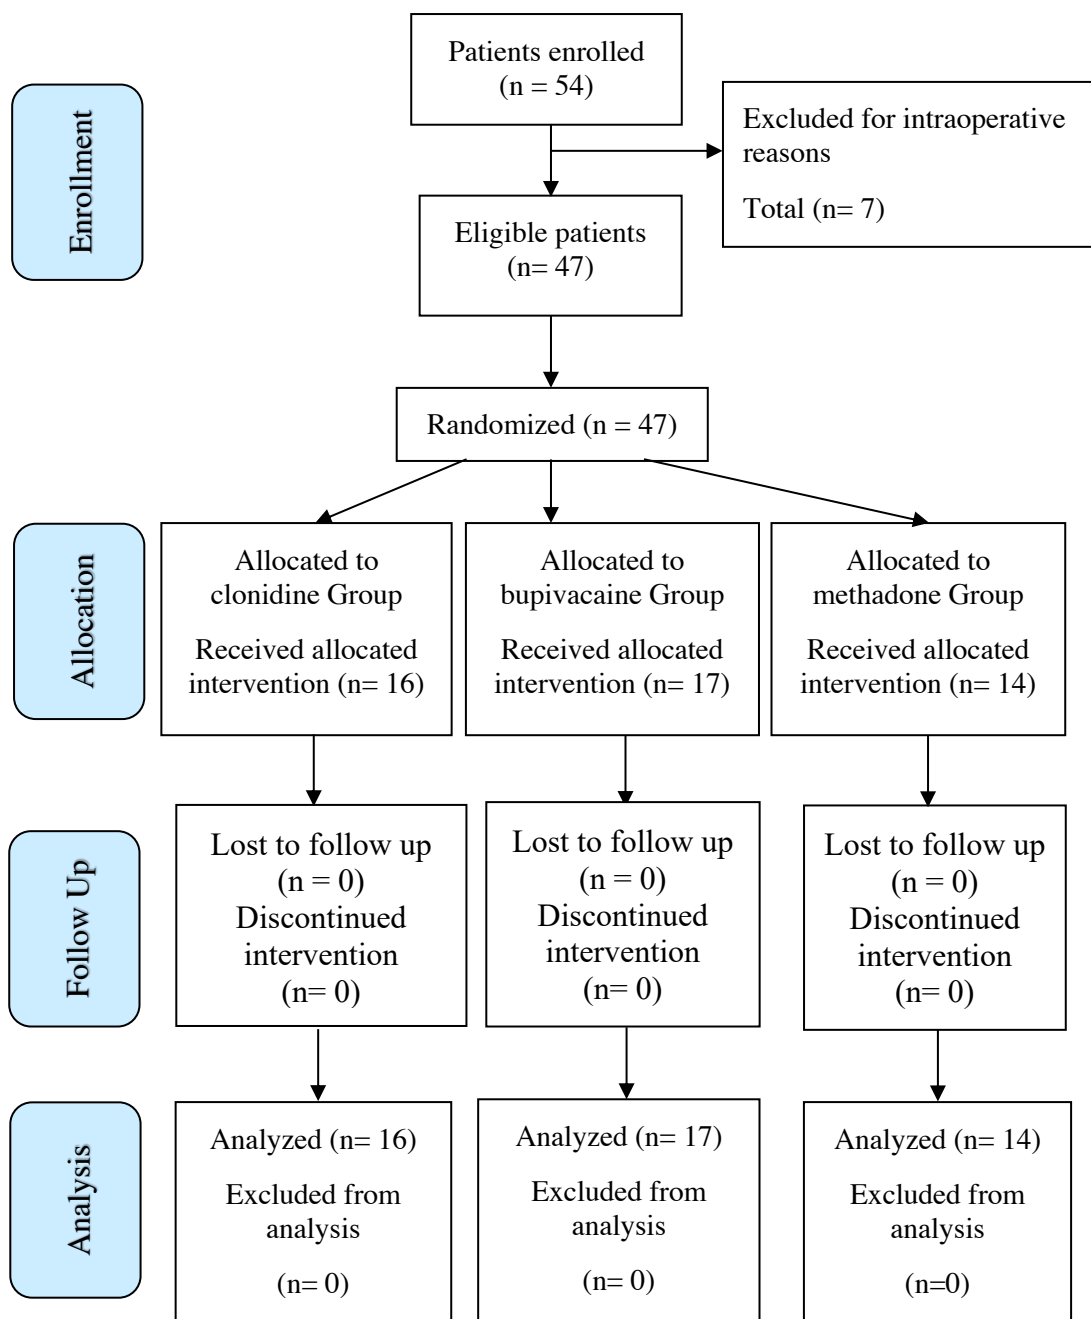 Patients enrolled
(n = 54)
Excluded for intraoperative
reasons
Total (n= 7)
Enrollment
Eligible patients
(n= 47)
Randomized (n = 47)
Allocation
Allocated to
clonidine Group
Received allocated
intervention (n= 16)
Allocated to
bupivacaine Group
Received allocated
intervention (n= 17)
Allocated to
methadone Group
Received allocated
intervention (n= 14)
Follow Up
Lost to follow up
(n = 0)
Discontinued
intervention
(n= 0)
Lost to follow up
(n = 0)
Discontinued
intervention
(n= 0)
Lost to follow up
(n = 0)
Discontinued
intervention
(n= 0)
Analysis
Analyzed (n= 16)
Excluded from
analysis
(n= 0)
Analyzed (n= 17)
Excluded from
analysis
(n= 0)
Analyzed (n= 14)
Excluded from
analysis
(n=0)